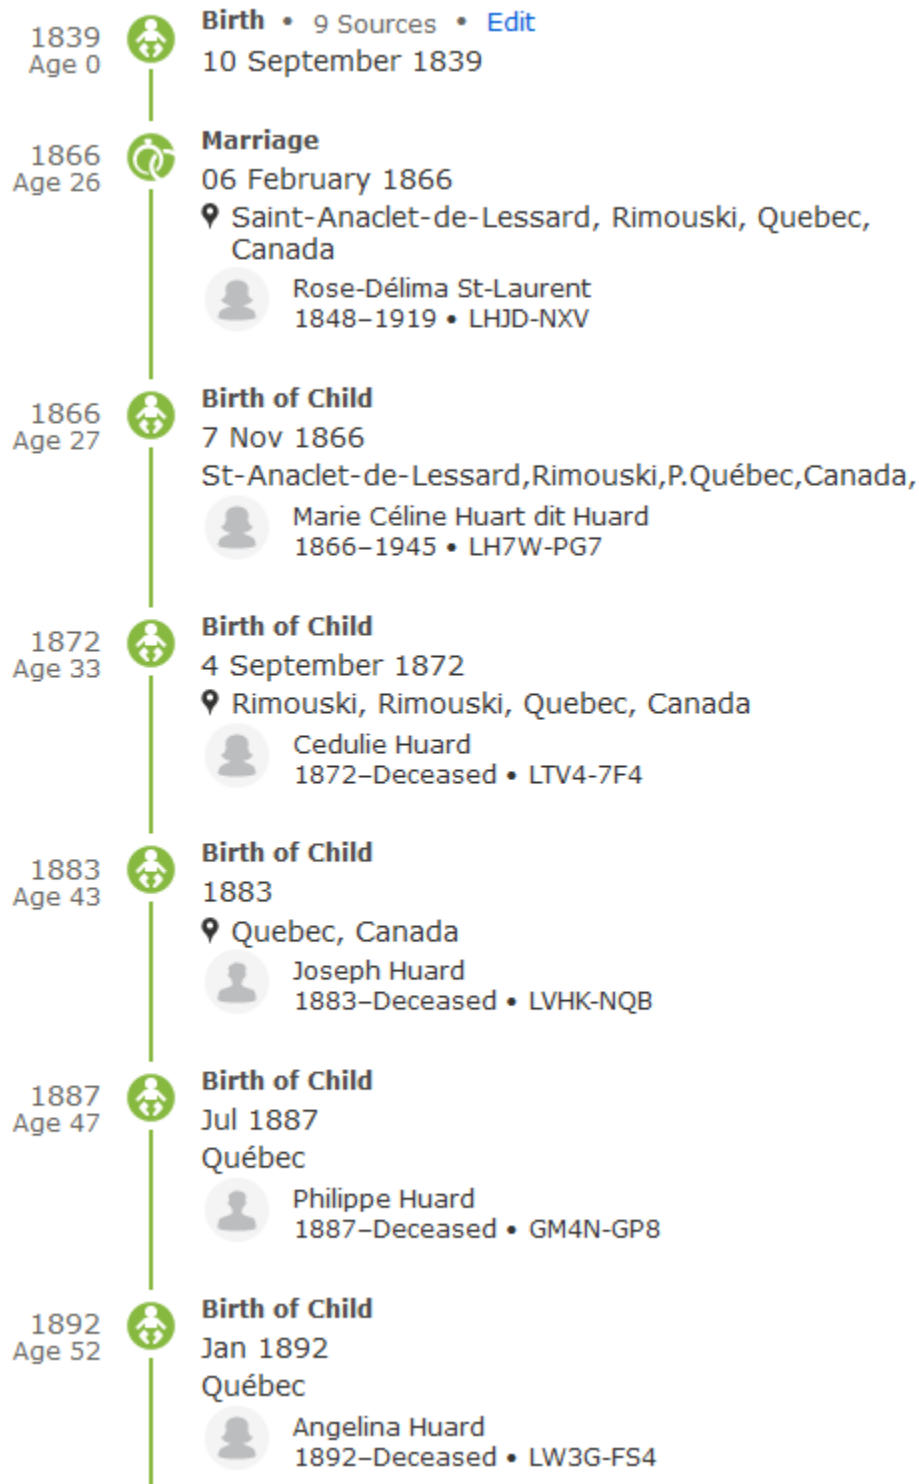 1839
Age 0
Birth • 9 Sources • Edit
10 September 1839
1866
Age 26
Marriage
06 February 1866
Saint-Anaclet-de-Lessard, Rimouski, Quebec,
Canada
Rose-Délima St-Laurent
1848–1919 • LHJD-NXV
1866
Age 27
Birth of Child
7 Nov 1866
St-Anaclet-de-Lessard,Rimouski,P.Québec,Canada,
Marie Céline Huart dit Huard
1866–1945 • LH7W-PG7
1872
Age 33
Birth of Child
4 September 1872
Rimouski, Rimouski, Quebec, Canada
Cedulie Huard
1872–Deceased • LTV4-7F4
1883
Age 43
Birth of Child
1883
Quebec, Canada
Joseph Huard
1883–Deceased • LVHK-NQB
1887
Age 47
Birth of Child
Jul 1887
Québec
Philippe Huard
1887–Deceased • GM4N-GP8
1892
Age 52
Birth of Child
Jan 1892
Québec
Angelina Huard
1892–Deceased • LW3G-FS4